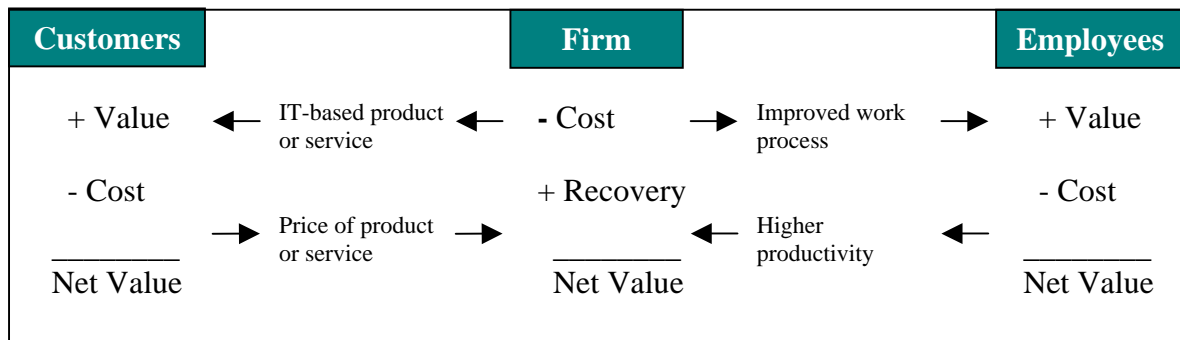 Customers
Firm
Employees
+ Value
IT-based product
or service
- Cost
Improved work
process
+ Value
- Cost
+ Recovery
- Cost
Price of product
or service
Higher
productivity
Net Value
Net Value
Net Value